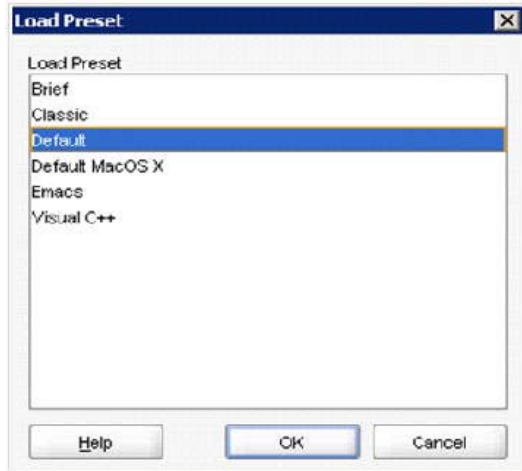 Load Preset
Load Preset
Brief
Classic
Default
Default MacOS X
Emacs
Visual C++
Help
OK
Cancel